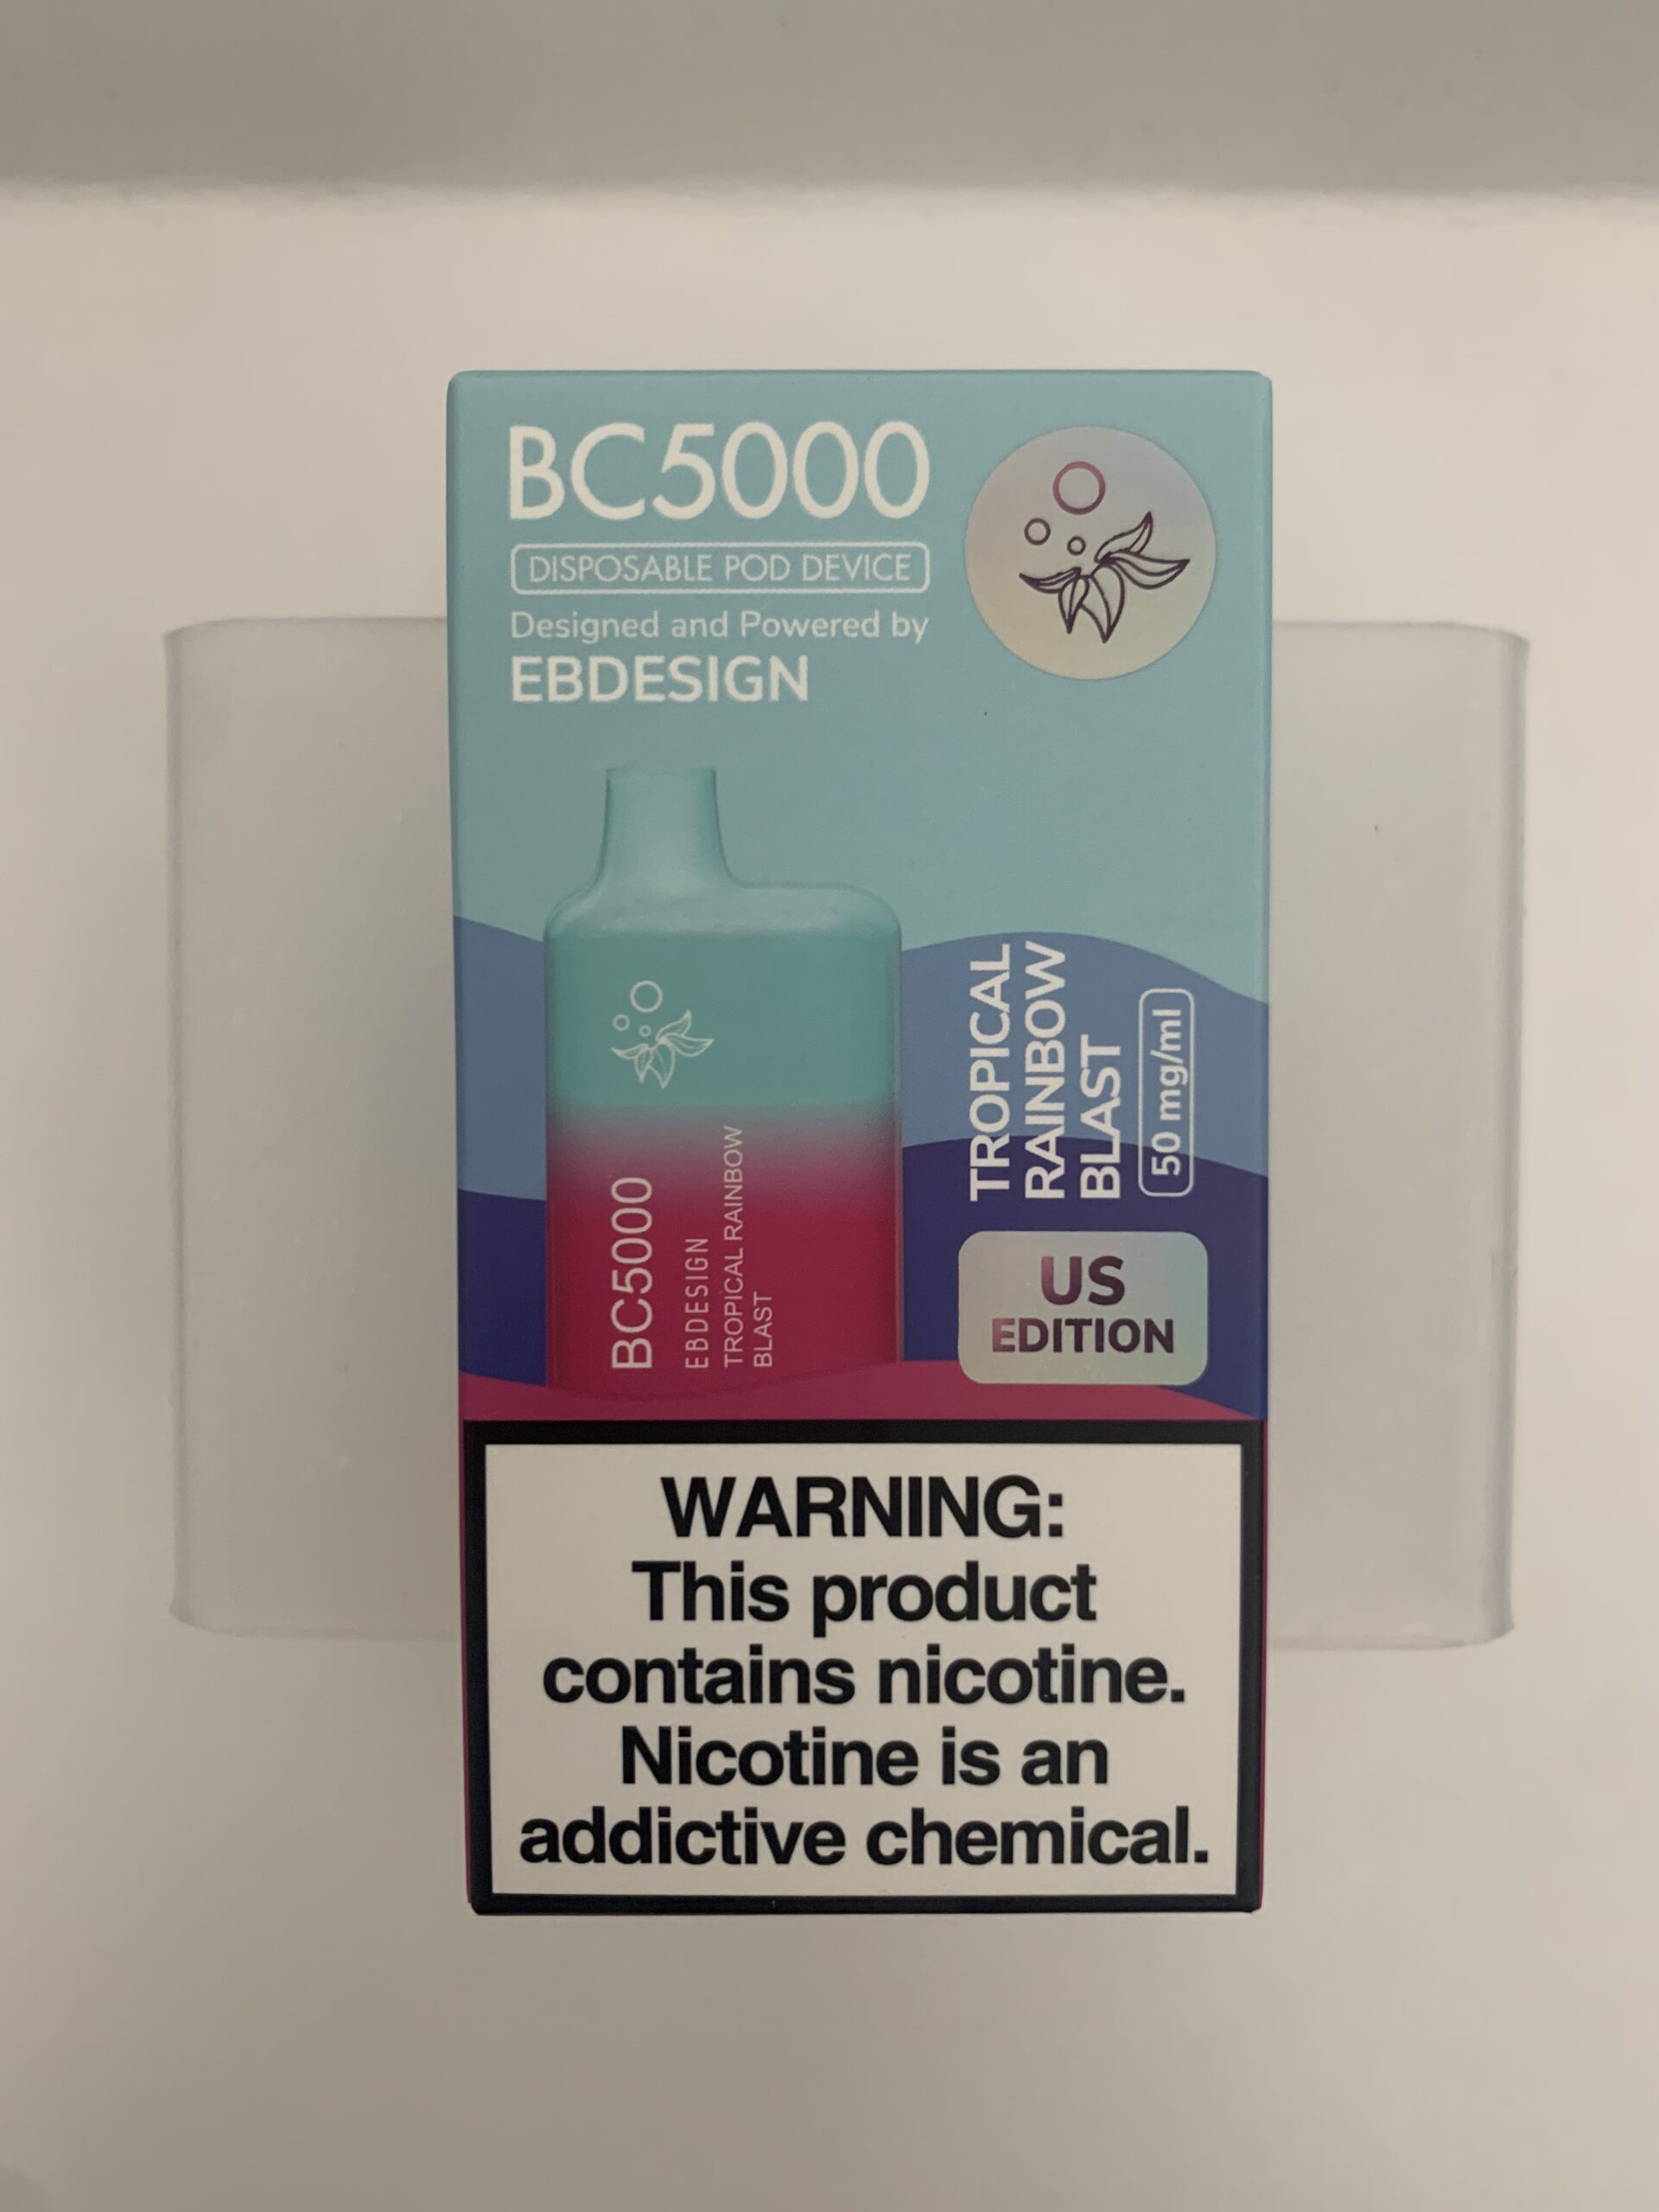 BC5000
DISPOSABLE POD DEVICE
Designed and Powered by
EBDESIGN
BC5000
EBDESIGN
TROPICAL RAINBOW
BLAST
TROPICAL
RAINBOW
BLAST
50 mg/ml
US
EDITION
WARNING:
This product
contains nicotine.
Nicotine is an
addictive chemical.